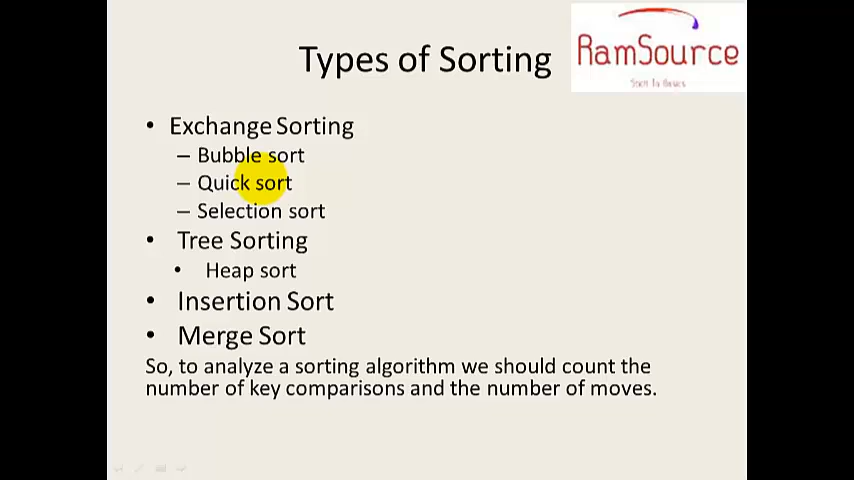 Types of Sorting
RamSource
• Exchange Sorting
– Bubble sort
– Quick sort
– Selection sort
• Tree Sorting
• Heap sort
• Insertion Sort
• Merge Sort
So, to analyze a sorting algorithm we should count the
number of key comparisons and the number of moves.